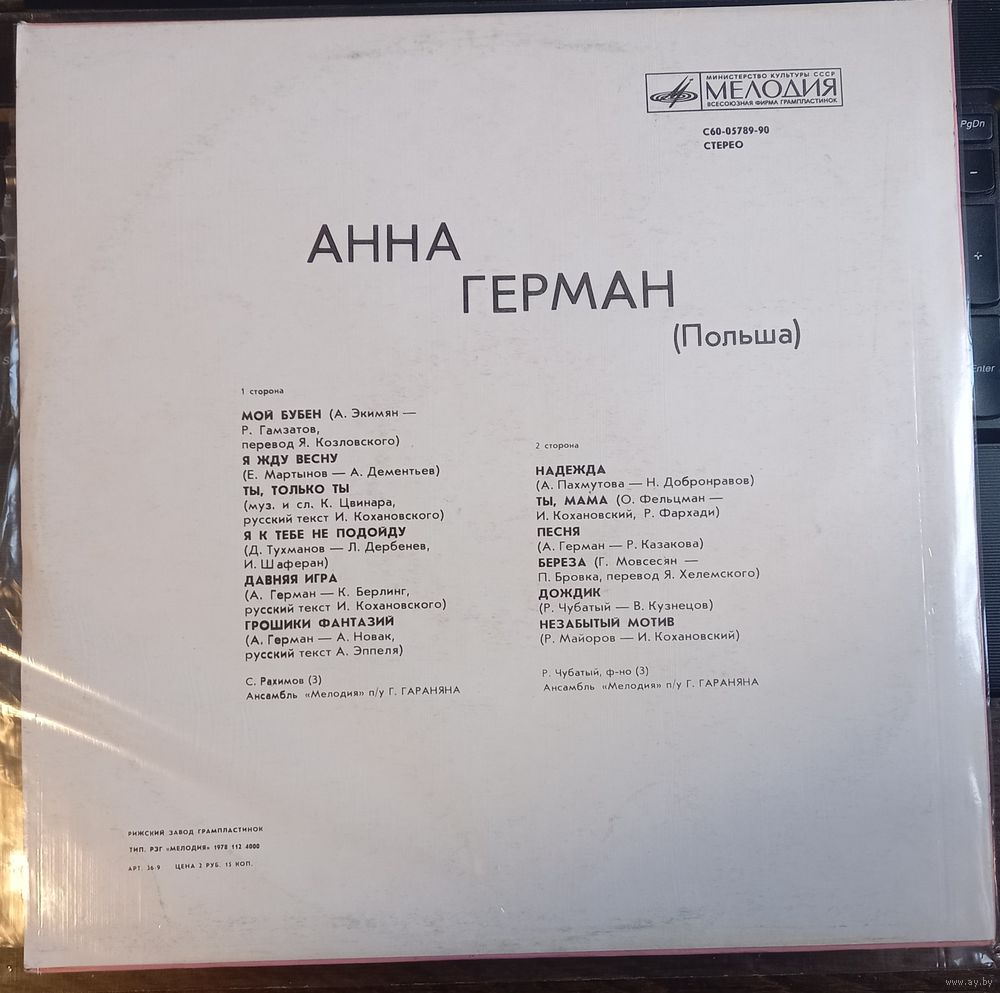 МИНИСТЕРСТВО КУЛЬТУРЫ СССР
МЕЛОДИЯ
ВСЕСОЮЗНАЯ ФИРМА ГРАМПЛАСТИНОК
С60-05789-90
СТЕРЕО
АННА
ГЕРМАН
(Польша)
1 сторона
МОЙ БУБЕН (А. Экимян —
Р. Гамзатов,
перевод Я. Козловского)
Я ЖДУ ВЕСНУ
(Е. Мартынов — А. Дементьев)
ТЫ, ТОЛЬКО ТЫ
(муз. и сл. К. Цвинара,
русский текст И. Кохановского)
Я К ТЕБЕ НЕ ПОДОЙДУ
(Д. Тухманов — Л. Дербенев,
И. Шаферан)
ДАВНЯЯ ИГРА
(А. Герман — К. Берлинг,
русский текст И. Кохановского)
ГРОШИКИ ФАНТАЗИЙ
(А. Герман — А. Новак,
русский текст А. Эппеля)
С. Рахимов (3)
Ансамбль «Мелодия» п/у Г. ГАРАНЯНА
2 сторона
НАДЕЖДА
(А. Пахмутова — Н. Добронравов)
ТЫ, МАМА (О. Фельцман —
И. Кохановский, Р. Фархади)
ПЕСНЯ
(А. Герман — Р. Казакова)
БЕРЕЗА (Г. Мовсесян —
П. Бровка, перевод Я. Хелемского)
ДОЖДИК
(Р. Чубатый — В. Кузнецов)
НЕЗАБЫТЫЙ МОТИВ
(Р. Майоров — И. Кохановский)
Р. Чубатый, ф-но (3)
Ансамбль «Мелодия» п/у Г. ГАРАНЯНА
РИЖСКИЙ ЗАВОД ГРАМПЛАСТИНОК
ТИП. РЗГ «МЕЛОДИЯ» 1978 112 4000
АРТ. 36-9 ЦЕНА 2 РУБ. 15 КОП.
PgDn
-
+
Enter
www.ay.by